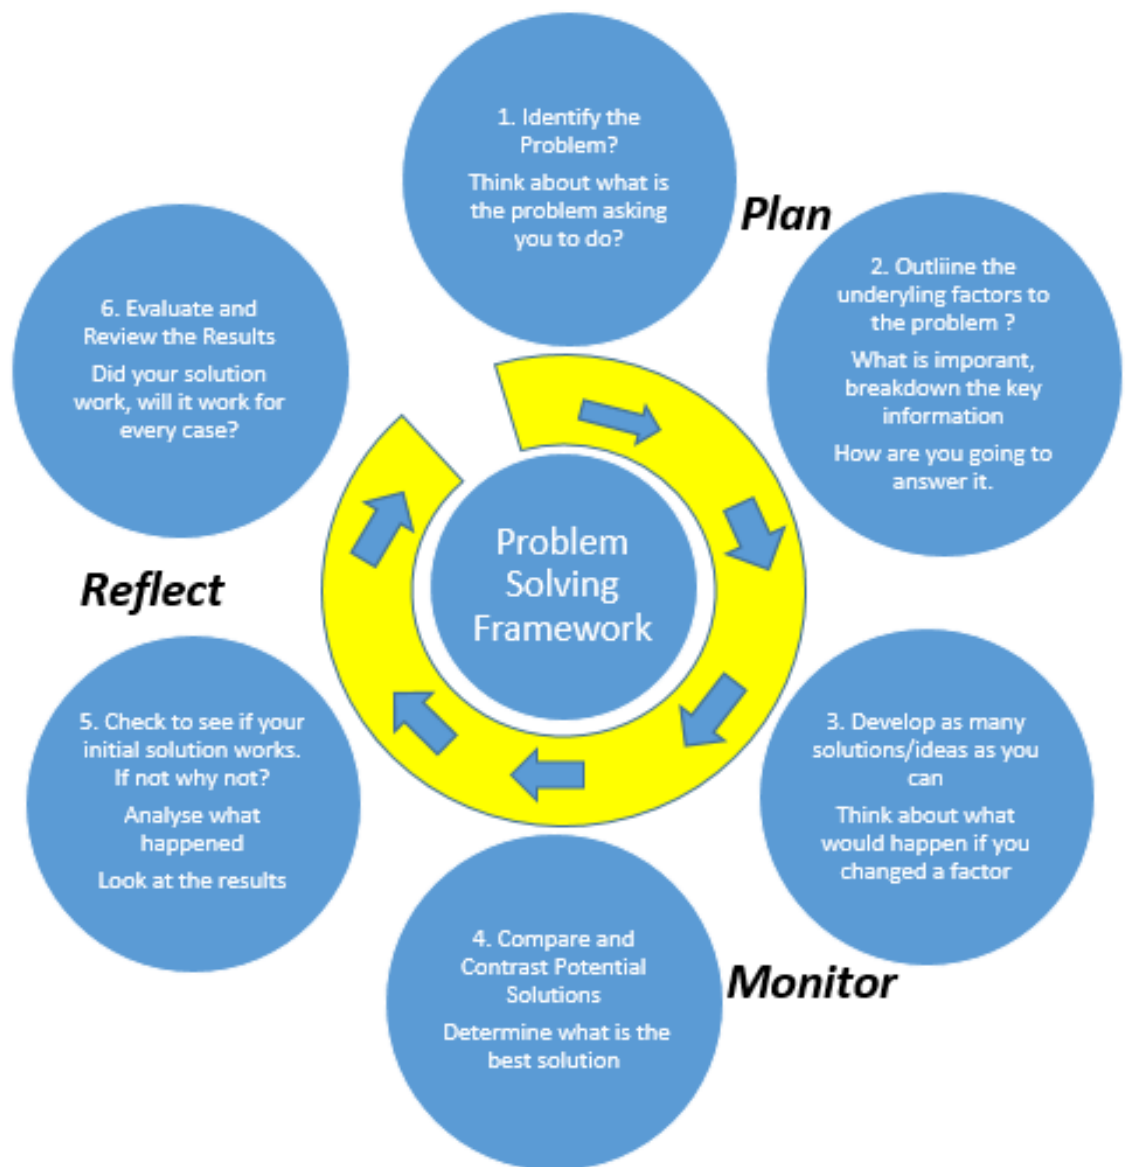 1. Identify the
Problem?
Think about what is
the problem asking
you to do?
Plan
2. Outliine the
underyling factors to
the problem ?
What is imporant,
breakdown the key
information
How are you going to
answer it.
3. Develop as many
solutions/ideas as you
can
Think about what
would happen if you
changed a factor
Monitor
4. Compare and
Contrast Potential
Solutions
Determine what is the
best solution
5. Check to see if your
initial solution works.
If not why not?
Analyse what
happened
Look at the results
Reflect
6. Evaluate and
Review the Results
Did your solution
work, will it work for
every case?
Problem
Solving
Framework